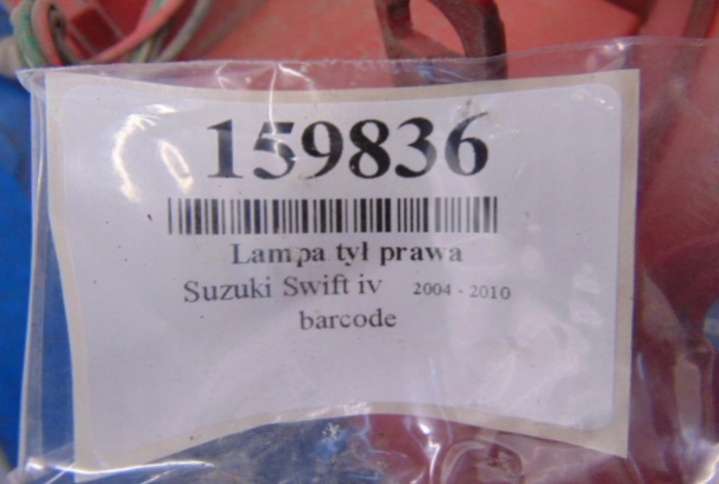 159836
Lampa tył prawa
Suzuki Swift iv 2004 - 2010
barcode